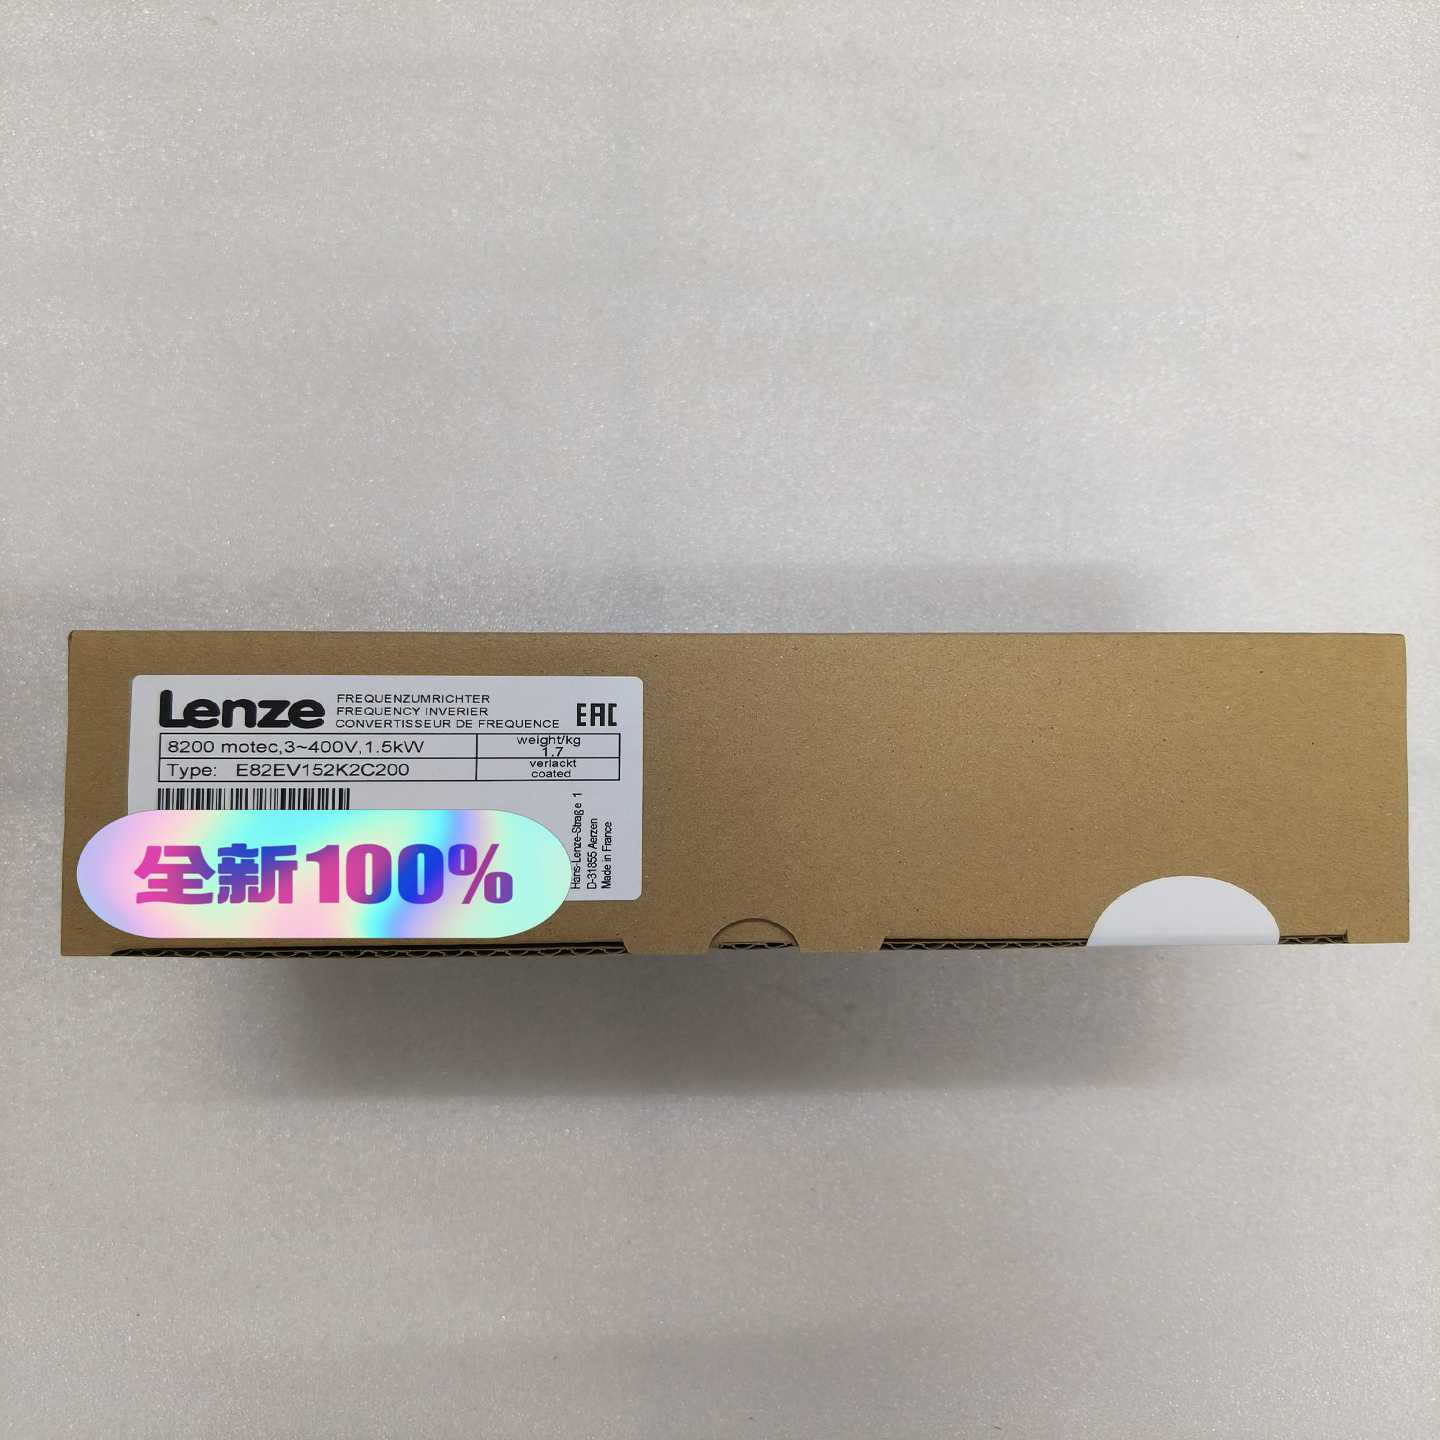 Lenze
FREQUENZUMRICHTER
FREQUENCY INVERIER
CONVERTISSEUR DE FREQUENCE
EAC
8200 motec,3~400V,1.5kW
weight/kg
1.7
Type: E82EV152K2C200
verlackt
coated
Hans-Lenze-Straße 1
D-31855 Aerzen
Made in France
全新100%